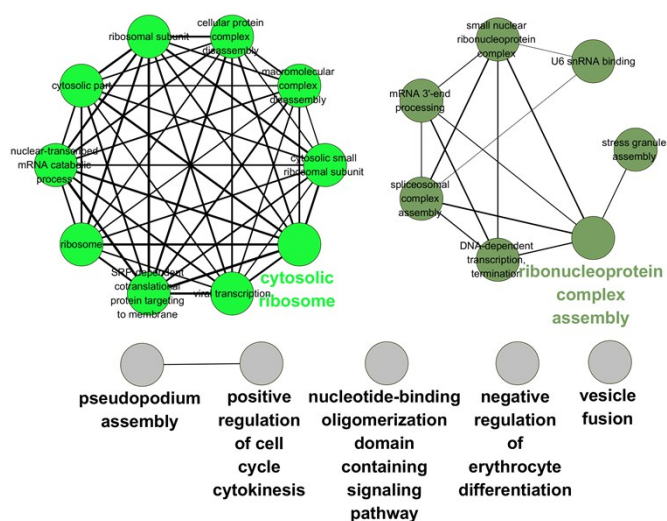 cellular protein
complex
disassembly
ribosomal subunit
macromolecular
complex
disassembly
cytosolic part
nuclear-transcribed
mRNA catabolic
process
cytosolic small
ribosomal subunit
ribosome
SRP-dependent
cotranslational
protein targeting
to membrane
viral transcription
cytosolic
ribosome
small nuclear
ribonucleoprotein
complex
U6 snRNA binding
mRNA 3'-end
processing
stress granule
assembly
spliceosomal
complex
assembly
DNA-dependent
transcription,
termination
ribonucleoprotein
complex
assembly
pseudopodium
assembly
positive
regulation
of cell
cycle
cytokinesis
nucleotide-binding
oligomerization
domain
containing
signaling
pathway
negative
regulation
of
erythrocyte
differentiation
vesicle
fusion